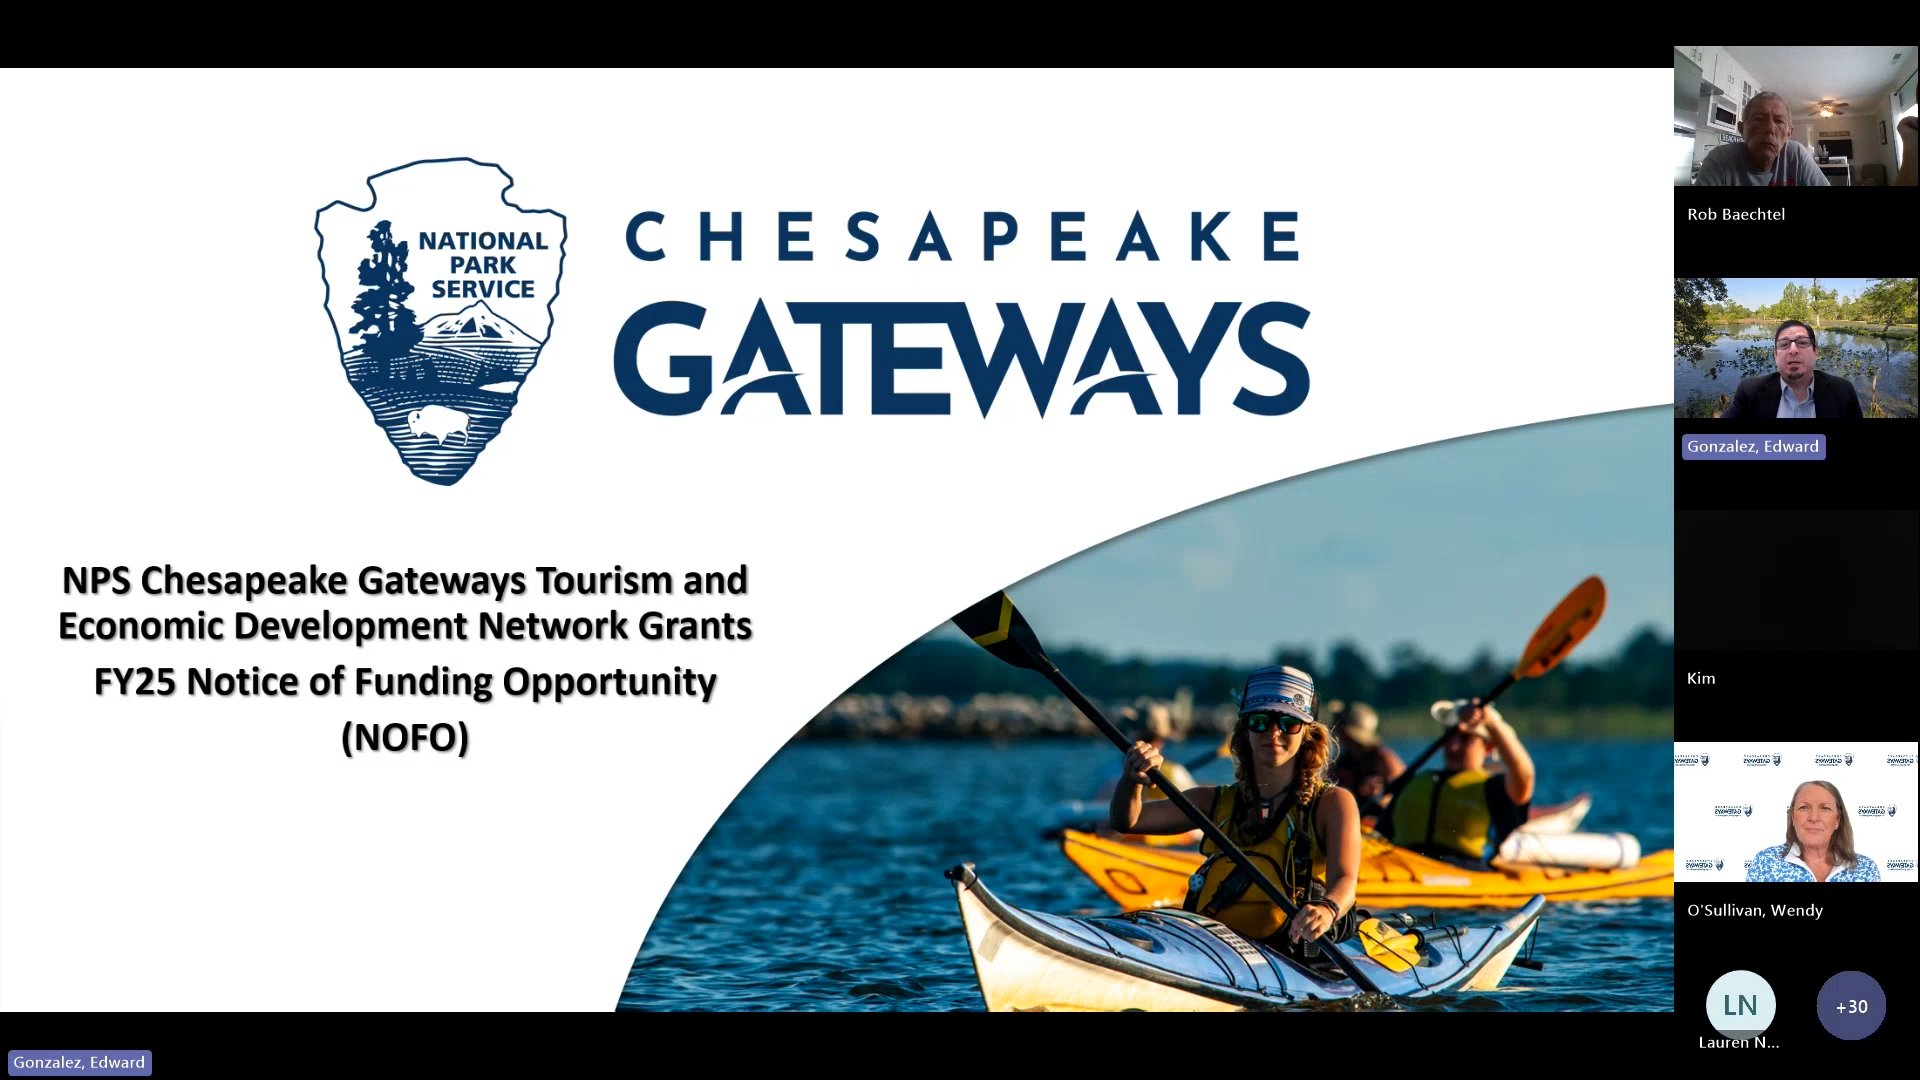 NATIONAL
PARK
SERVICE
CHESAPEAKE
GATEWAYS
NPS Chesapeake Gateways Tourism and
Economic Development Network Grants
FY25 Notice of Funding Opportunity
(NOFO)
Rob Baechtel
Gonzalez, Edward
Kim
O'Sullivan, Wendy
LN
+30
Lauren N...
Gonzalez, Edward